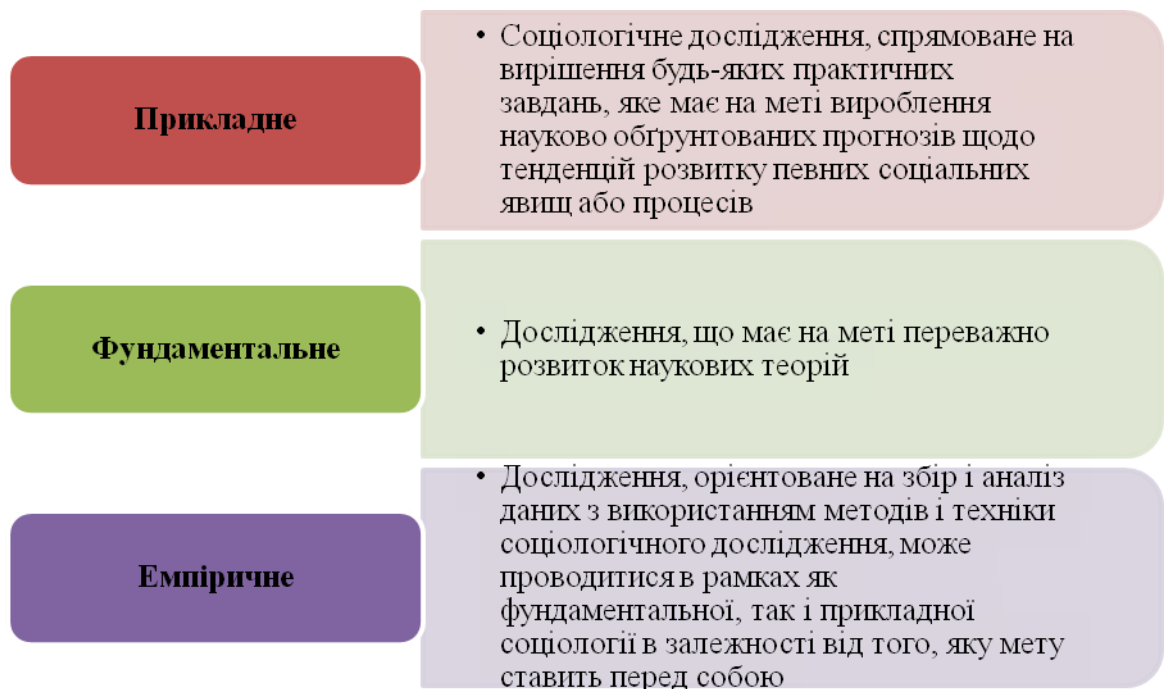 Прикладне
• Соціологічне дослідження, спрямоване на
вирішення будь-яких практичних
завдань, яке має на меті вироблення
науково обґрунтованих прогнозів щодо
тенденцій розвитку певних соціальних
явищ або процесів
Фундаментальне
• Дослідження, що має на меті переважно
розвиток наукових теорій
Емпіричне
• Дослідження, орієнтоване на збір і аналіз
даних з використанням методів і техніки
соціологічного дослідження, може
проводитися в рамках як
фундаментальної, так і прикладної
соціології в залежності від того, яку мету
ставить перед собою